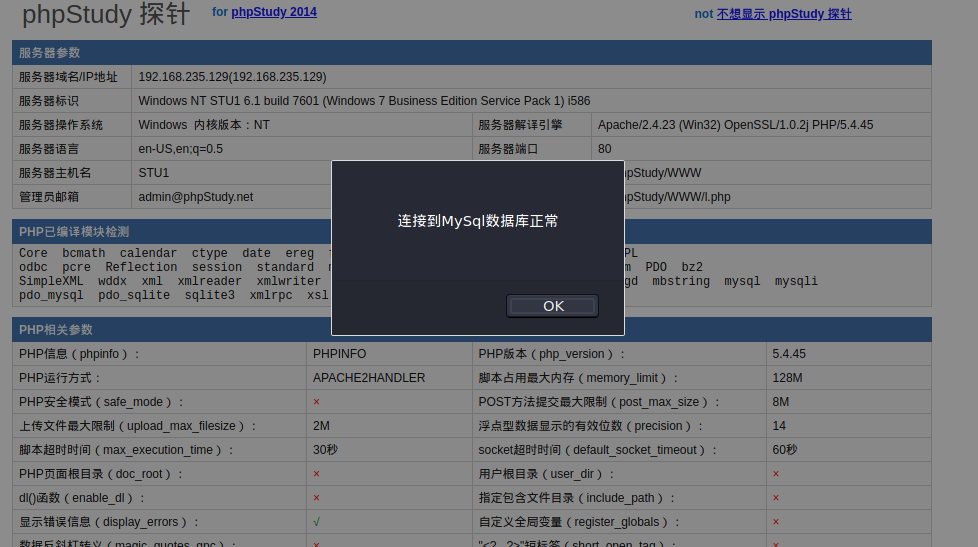 phpStudy 探针 for phpStudy 2014 not 不想显示 phpStudy 探针
服务器参数
服务器域名/IP地址 192.168.235.129(192.168.235.129)
服务器标识 Windows NT STU1 6.1 build 7601 (Windows 7 Business Edition Service Pack 1) i586
服务器操作系统 Windows 内核版本：NT 服务器解译引擎 Apache/2.4.23 (Win32) OpenSSL/1.0.2j PHP/5.4.45
服务器语言 en-US,en;q=0.5 服务器端口 80
服务器主机名 STU1 pStudy/WWW
管理员邮箱 admin@phpStudy.net pStudy/WWW/l.php
连接到MySql数据库正常
OK
PHP已编译模块检测
Core bcmath calendar ctype date ereg PL
odbc pcre Reflection session standard PDO bz2
SimpleXML wddx xml xmlreader xmlwriter gd mbstring mysql mysqli
pdo_mysql pdo_sqlite sqlite3 xmlrpc xsl
PHP相关参数
PHP信息（phpinfo）： PHPINFO PHP版本（php_version）： 5.4.45
PHP运行方式： APACHE2HANDLER 脚本占用最大内存（memory_limit）： 128M
PHP安全模式（safe_mode）： × POST方法提交最大限制（post_max_size）： 8M
上传文件最大限制（upload_max_filesize）： 2M 浮点型数据显示的有效位数（precision）： 14
脚本超时时间（max_execution_time）： 30秒 socket超时时间（default_socket_timeout）： 60秒
PHP页面根目录（doc_root）： × 用户根目录（user_dir）： ×
dl()函数（enable_dl）： × 指定包含文件目录（include_path）： ×
显示错误信息（display_errors）： √ 自定义全局变量（register_globals）： ×
数据反斜杠转义（magic_quotes_gpc）： × "<?...?>"短标签（short_open_tag）： ×